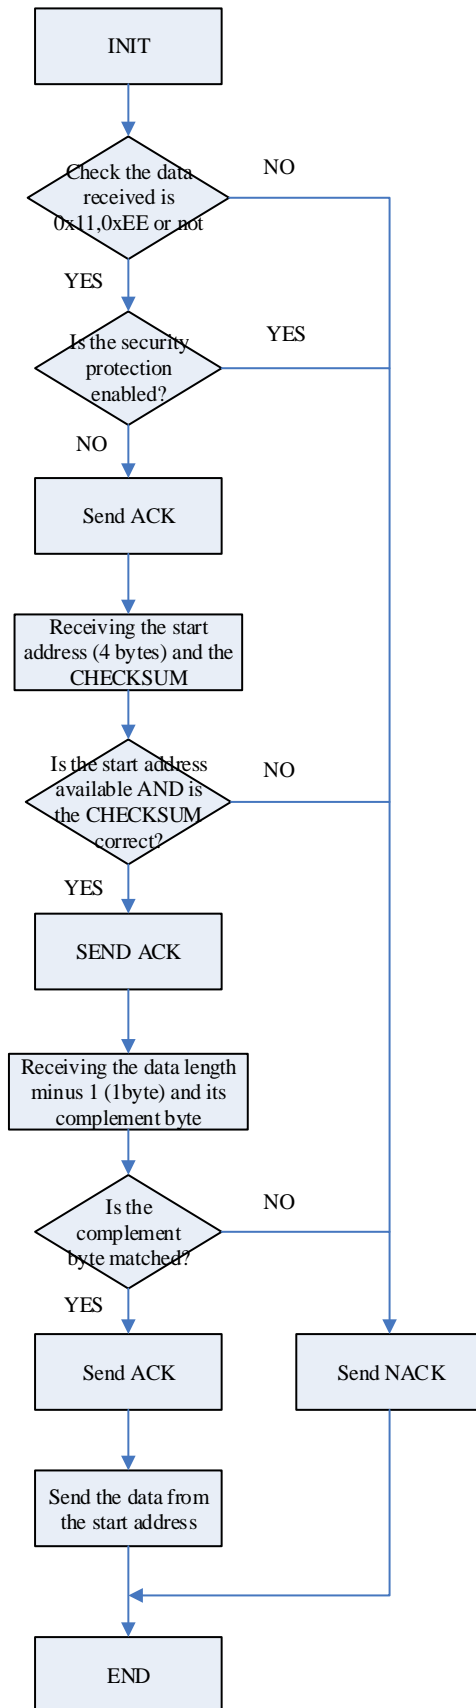 INIT
Check the data
received is
0x11,0xEE or not
NO
YES
Is the security
protection
enabled?
YES
NO
Send ACK
Receiving the start
address (4 bytes) and the
CHECKSUM
Is the start address
available AND is
the CHECKSUM
correct?
NO
YES
SEND ACK
Receiving the data length
minus 1 (1byte) and its
complement byte
Is the
complement
byte matched?
NO
YES
Send ACK
Send NACK
Send the data from
the start address
END